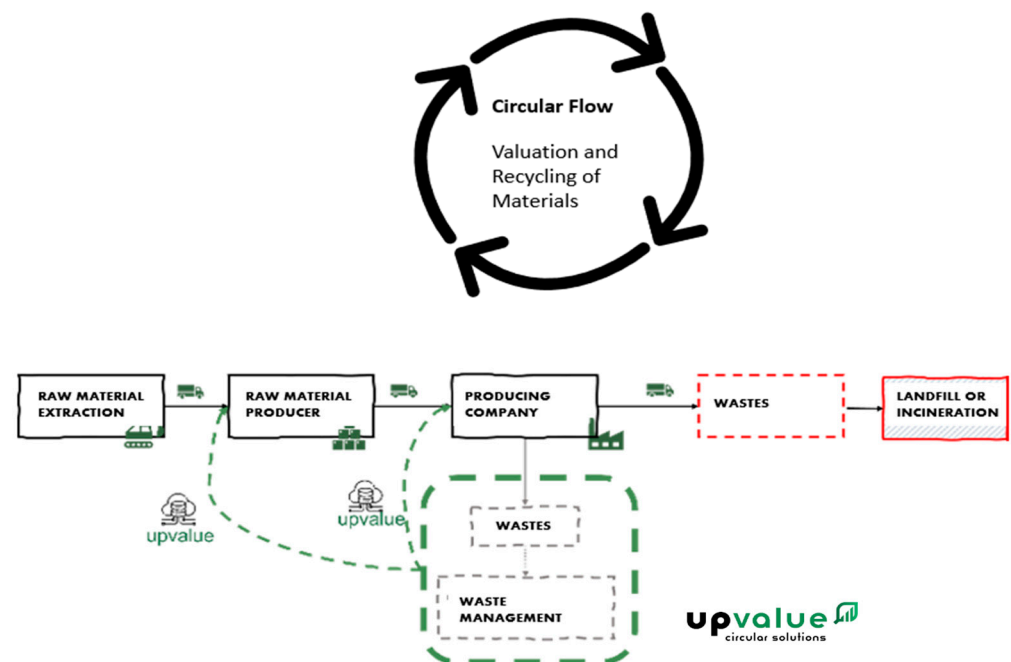 Circular Flow
Valuation and
Recycling of
Materials
RAW MATERIAL
EXTRACTION
RAW MATERIAL
PRODUCER
PRODUCING
COMPANY
WASTES
LANDFILL OR
INCINERATION
upvalue
upvalue
WASTES
WASTE
MANAGEMENT
upvalue
circular solutions